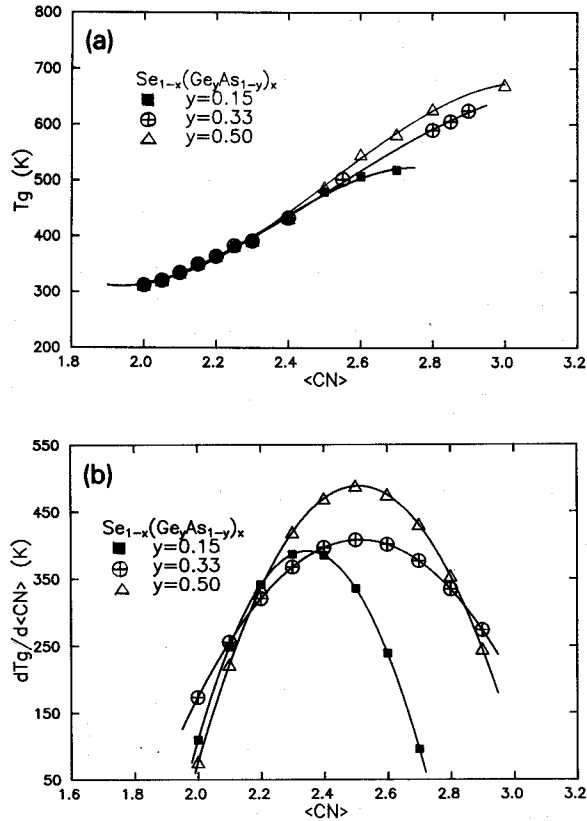 (a)
Se1−x(GeyAs1−y)x
y=0.15
y=0.33
y=0.50
Tg (K)
800
700
600
500
400
300
200
1.8 2.0 2.2 2.4 2.6 2.8 3.0 3.2
<CN>
(b)
Se1−x(GeyAs1−y)x
y=0.15
y=0.33
y=0.50
dTg/d<CN> (K)
550
450
350
250
150
50
1.6 1.8 2.0 2.2 2.4 2.6 2.8 3.0 3.2
<CN>